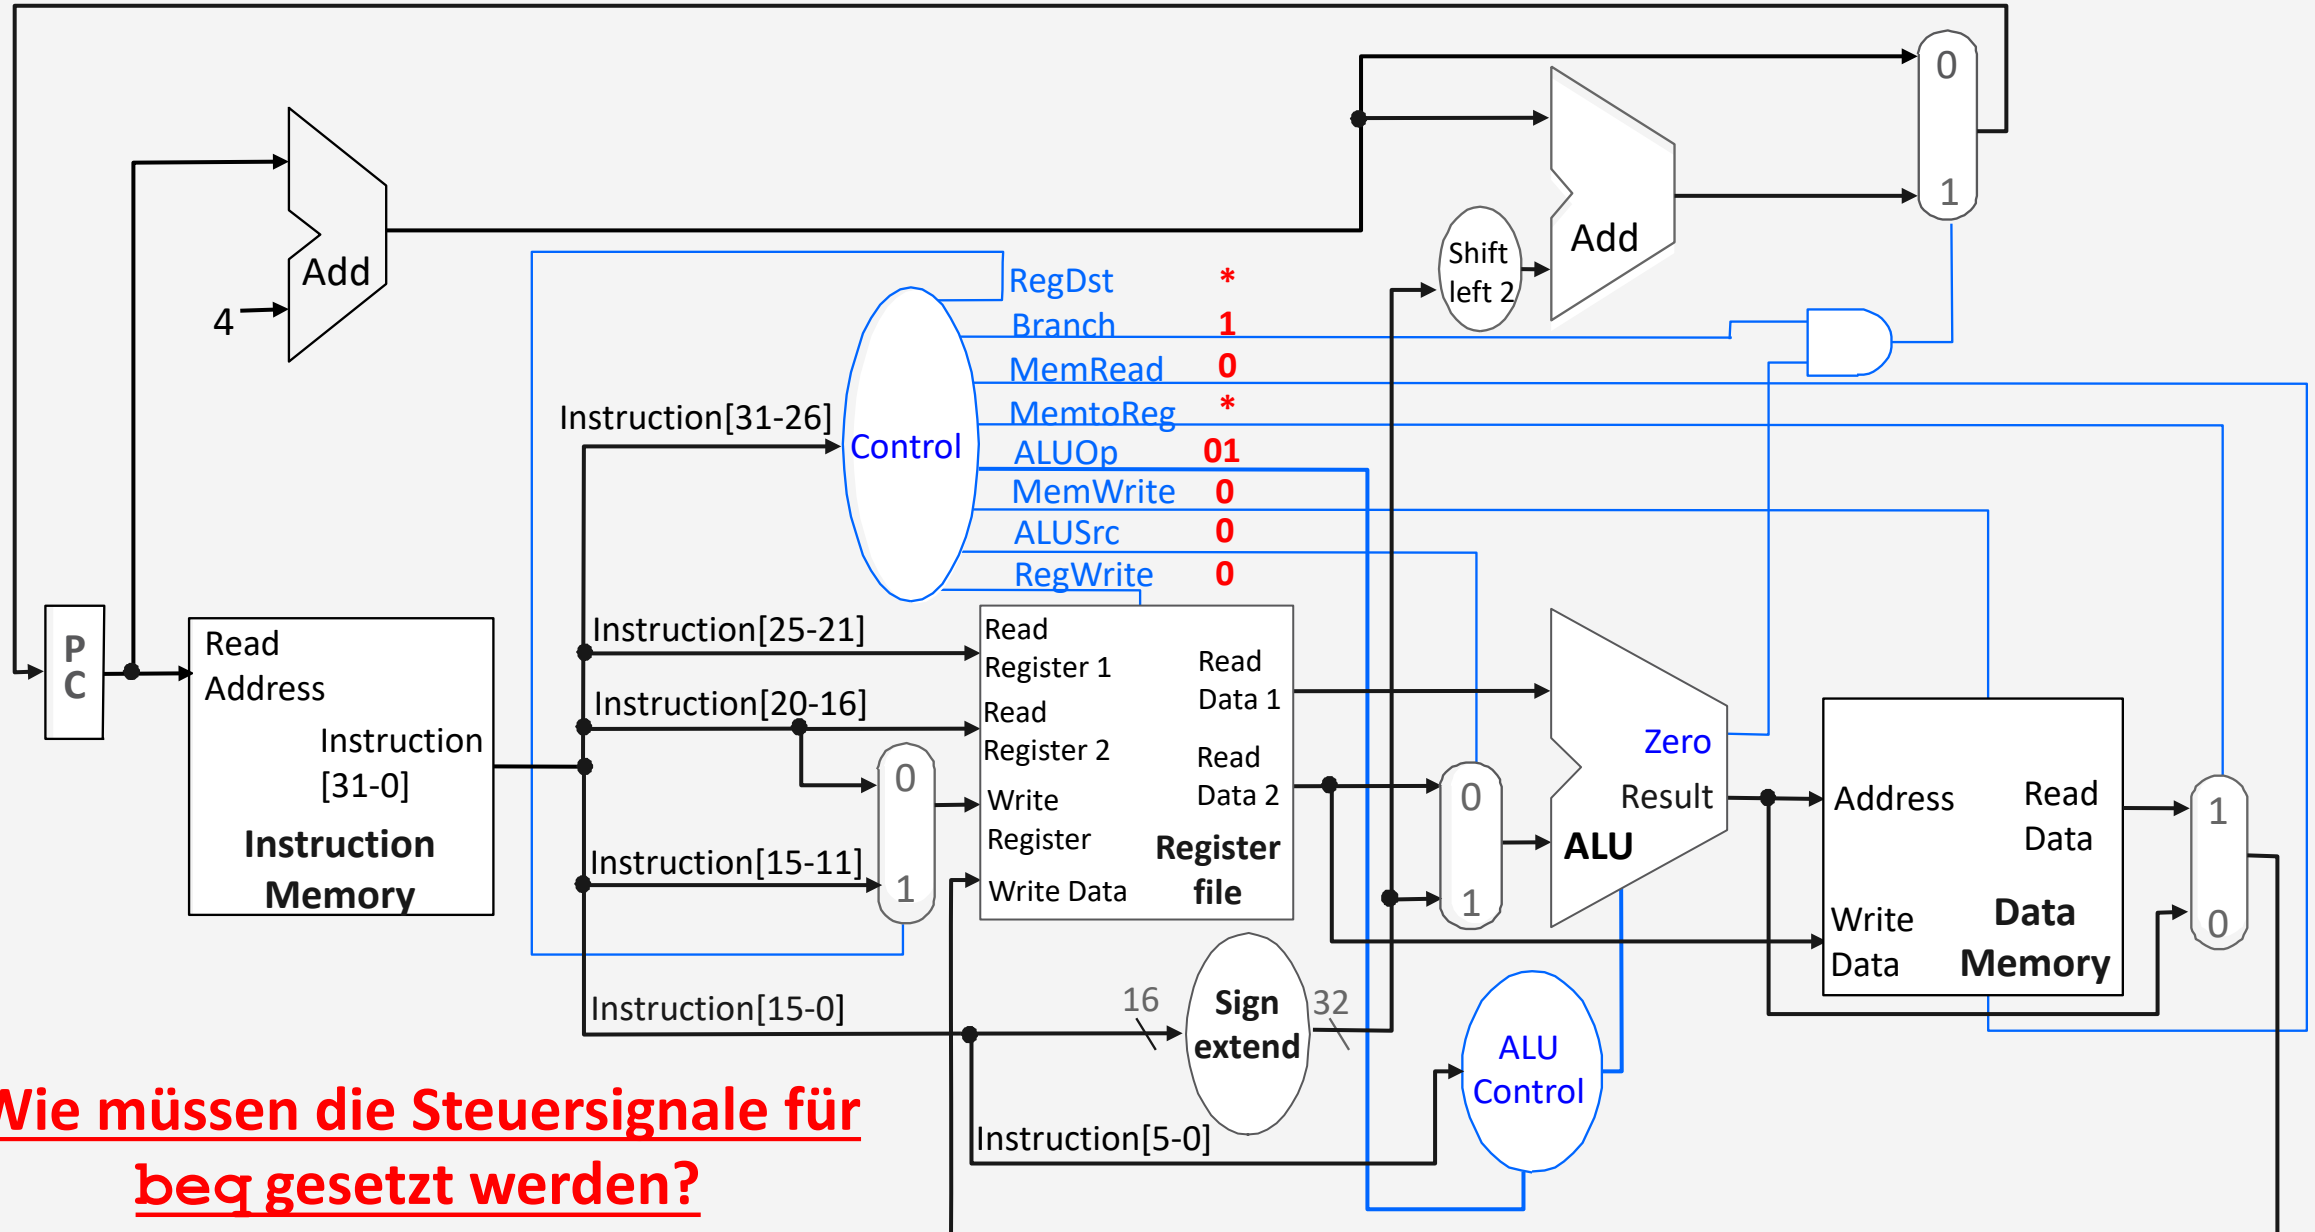 0
1
Add
4
Add
Shift
left 2
RegDst *
Branch 1
MemRead 0
MemtoReg *
ALUOp 01
MemWrite 0
ALUSrc 0
RegWrite 0
Control
Instruction[31-26]
P
C
Read
Address
Instruction
[31-0]
Instruction
Memory
Instruction[25-21]
Instruction[20-16]
Instruction[15-11]
Instruction[15-0]
Instruction[5-0]
0
1
Read
Register 1
Read
Register 2
Write
Register
Write Data
Read
Data 1
Read
Data 2
Register
file
0
1
Zero
Result
ALU
Address
Write
Data
Read
Data
Data
Memory
1
0
16
Sign
extend
32
ALU
Control
Wie müssen die Steuersignale für
beq gesetzt werden?